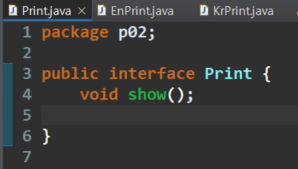 Print.java EnPrint.java KrPrint.java
1 package p02;
2
3 public interface Print {
4     void show();
5
6 }
7